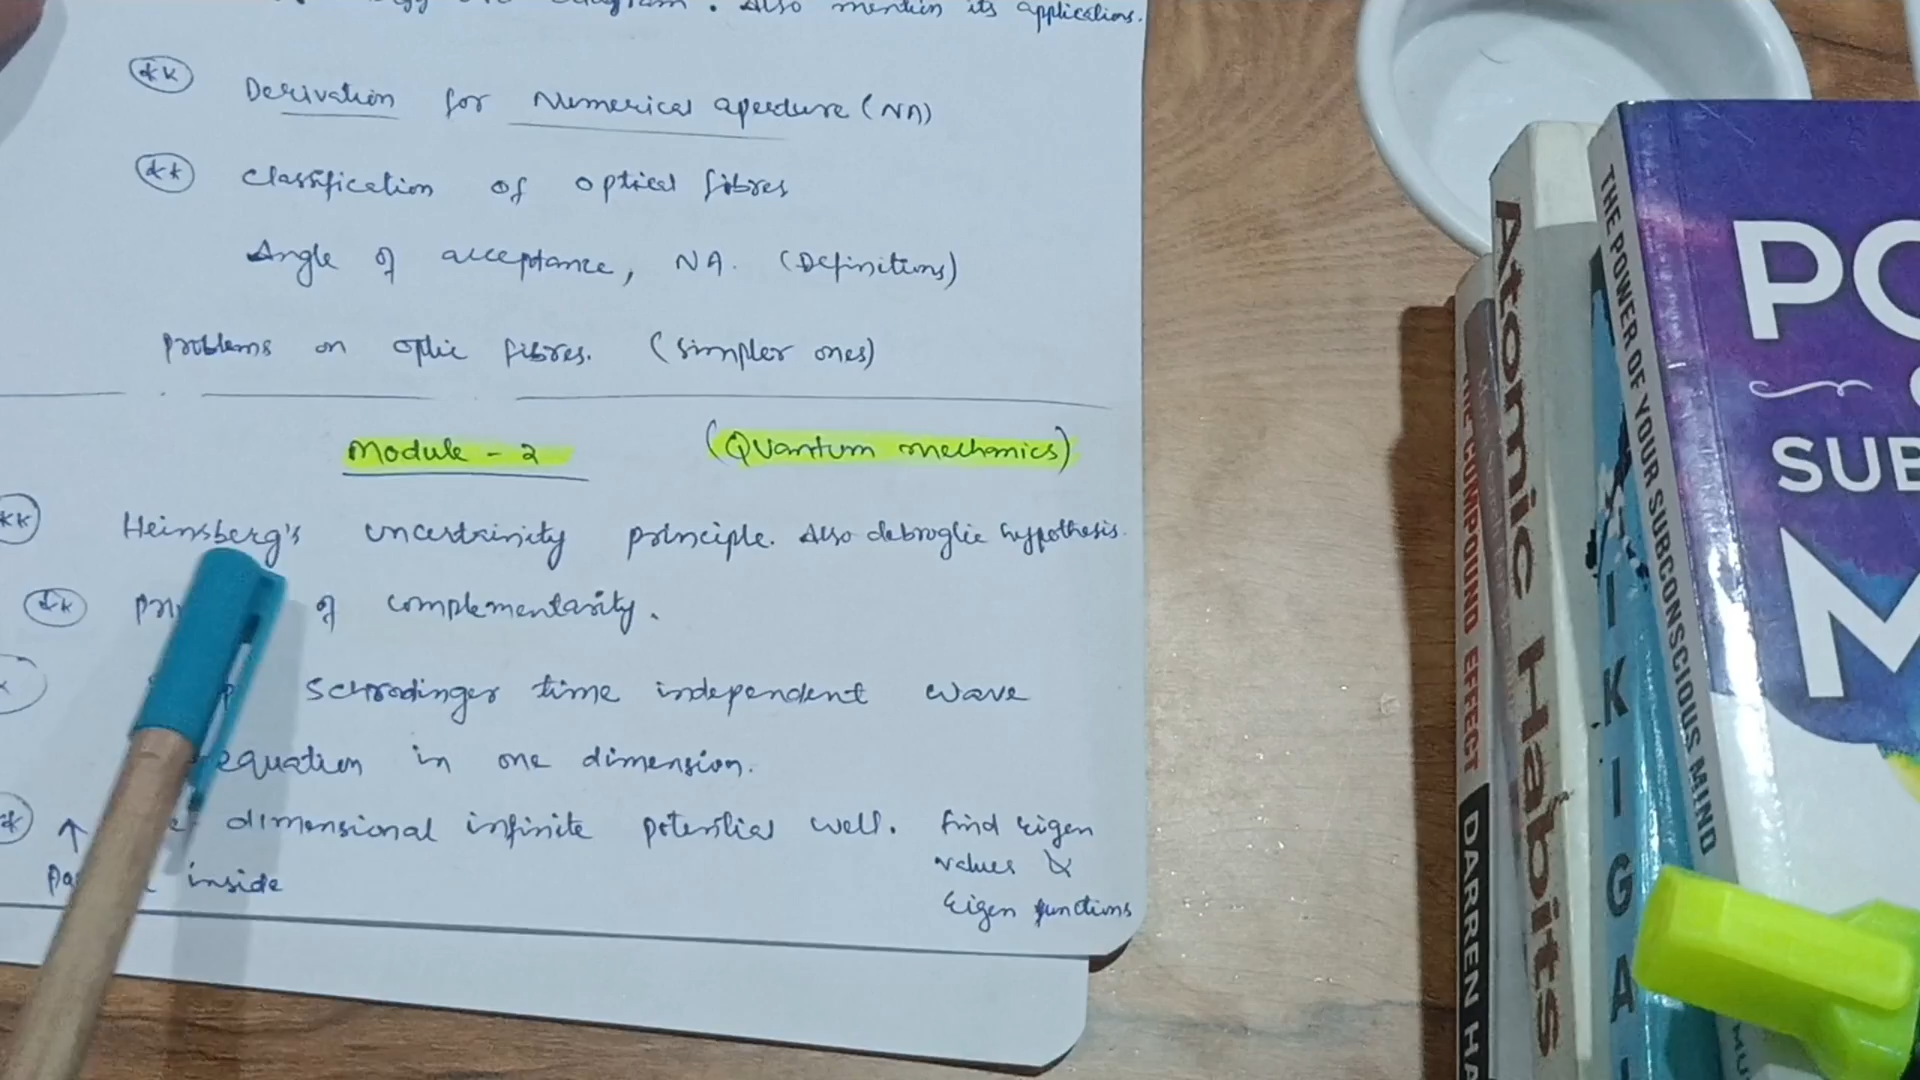 Also mention its applications.
** Derivation for Numerical aperture (NA)
** Classification of optical fibres
Angle of acceptance, NA. (Definitions)
Problems on optic fibres. (simpler ones)
Module - 2 (Quantum mechanics)
** Heinsberg's uncertainity principle. Also debroglie hypothesis.
** of complementarity.
Schrodinger time independent wave
equation in one dimension.
dimensional infinite potential well. Find Eigen
values &
inside
Eigen functions
THE COMPOUND EFFECT
DARREN HA
Atomic Habits
IKIGAI
THE POWER OF YOUR SUBCONSCIOUS MIND
PO
SUB
M